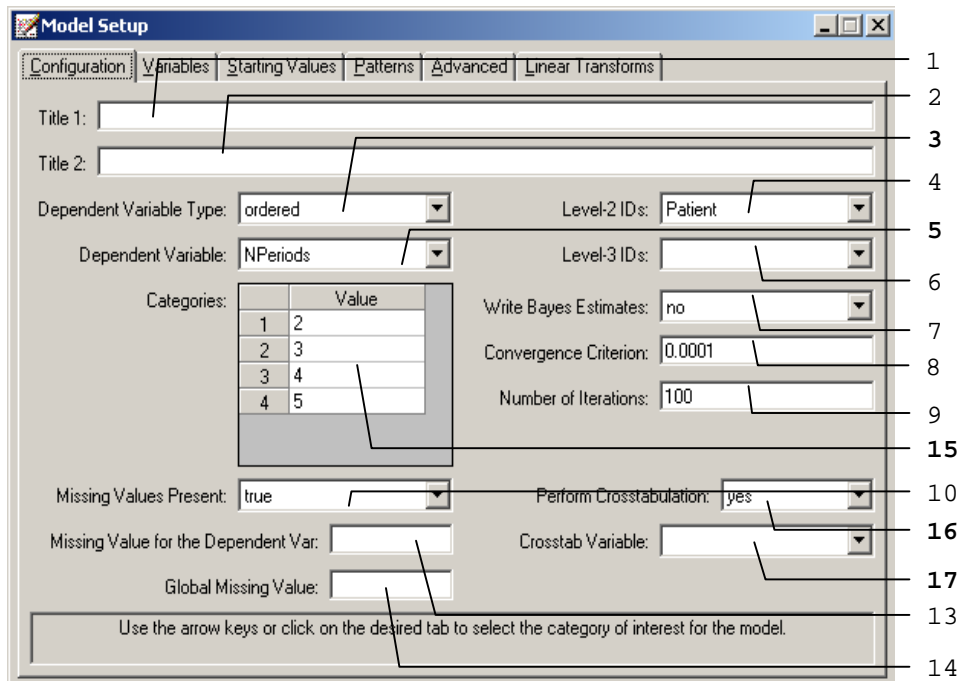 Model Setup
Configuration Variables Starting Values Patterns Advanced Linear Transforms
1
2
Title 1:
3
Title 2:
4
Dependent Variable Type: ordered Level-2 IDs: Patient
5
Dependent Variable: NPeriods Level-3 IDs:
6
Categories: Value
1 2
2 3
3 4
4 5
Write Bayes Estimates: no
7
Convergence Criterion: 0.0001
8
Number of Iterations: 100
9
15
Missing Values Present: true Perform Crosstabulation: yes
10
16
Missing Value for the Dependent Var: Crosstab Variable:
17
Global Missing Value:
13
Use the arrow keys or click on the desired tab to select the category of interest for the model.
14